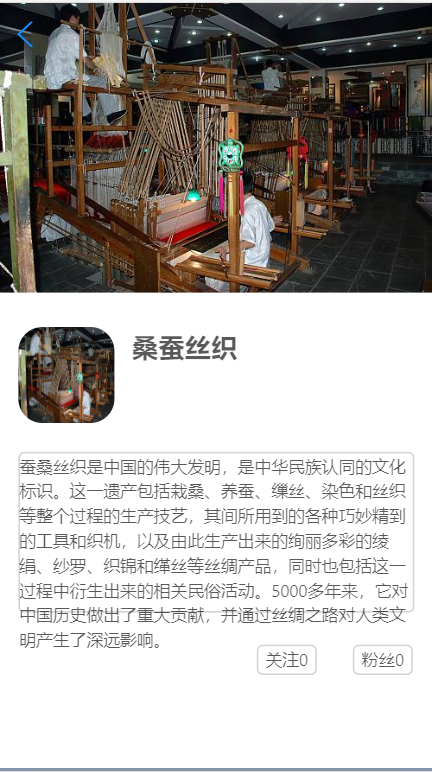 桑蚕丝织
蚕桑丝织是中国的伟大发明，是中华民族认同的文化
标识。这一遗产包括栽桑、养蚕、缫丝、染色和丝织
等整个过程的生产技艺，其间所用到的各种巧妙精到
的工具和织机，以及由此生产出来的绚丽多彩的绫
绢、纱罗、织锦和缂丝等丝绸产品，同时也包括这一
过程中衍生出来的相关民俗活动。5000多年来，它对
中国历史做出了重大贡献，并通过丝绸之路对人类文
明产生了深远影响。
关注0
粉丝0